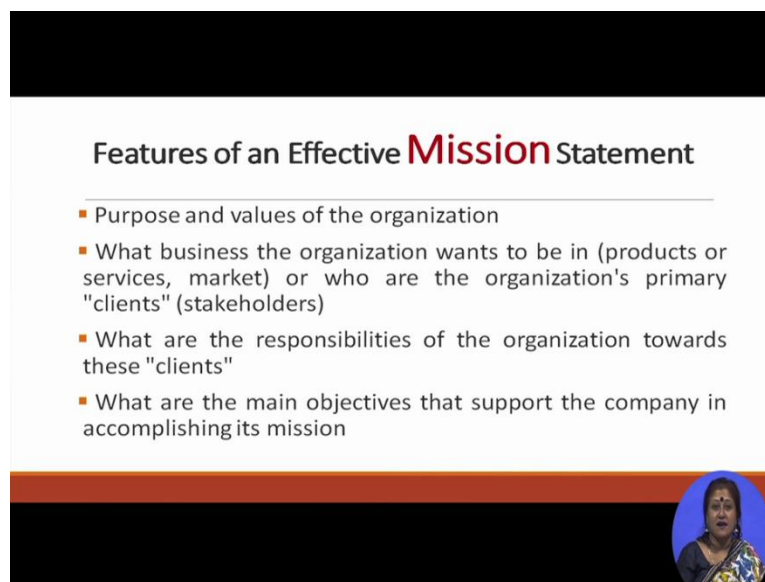 Features of an Effective Mission Statement
▪ Purpose and values of the organization
▪ What business the organization wants to be in (products or
services, market) or who are the organization's primary
"clients" (stakeholders)
▪ What are the responsibilities of the organization towards
these "clients"
▪ What are the main objectives that support the company in
accomplishing its mission